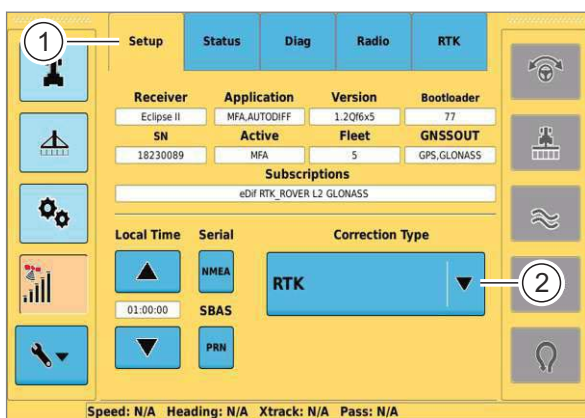 1
Setup Status Diag Radio RTK
Receiver Application Version Bootloader
Eclipse II MFA,AUTODIFF 1.2Qf6x5 77
SN Active Fleet GNSSOUT
18230089 MFA 5 GPS,GLONASS
Subscriptions
eDif RTK_ROVER L2 GLONASS
Local Time Serial Correction Type
NMEA
RTK
2
01:00:00 SBAS
PRN
Speed: N/A Heading: N/A Xtrack: N/A Pass: N/A